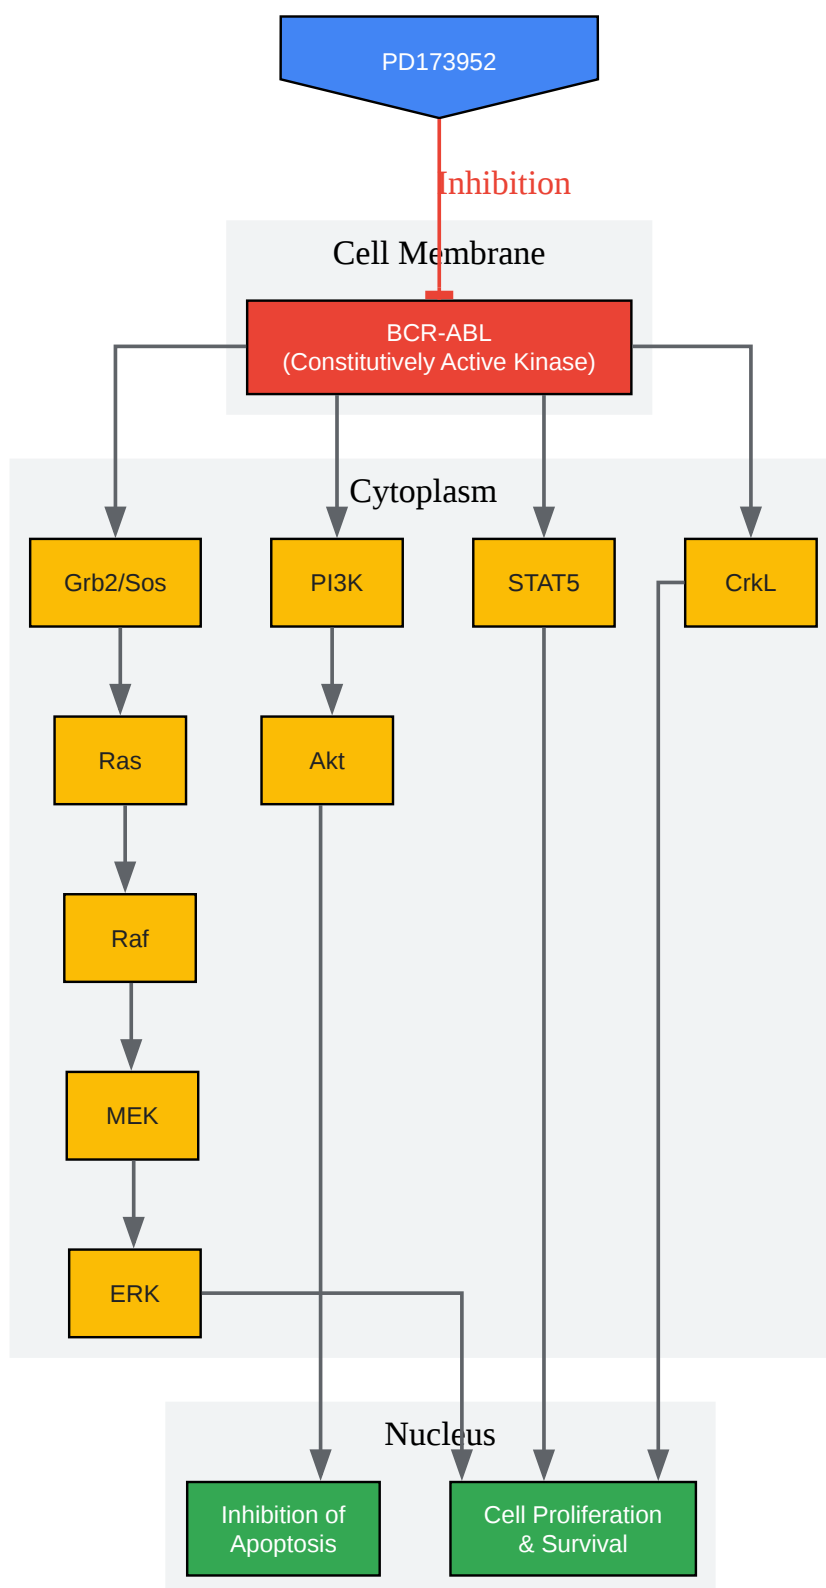 PD173952
Inhibition
Cell Membrane
BCR-ABL
(Constitutively Active Kinase)
Cytoplasm
Grb2/Sos
PI3K
STAT5
CrkL
Ras
Akt
Raf
MEK
ERK
Nucleus
Inhibition of
Apoptosis
Cell Proliferation
& Survival